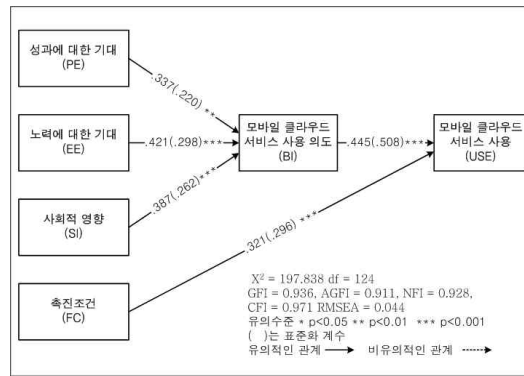 성과에 대한 기대
(PE)
.337(.220) **
노력에 대한 기대
(EE)
.421(.298)***
모바일 클라우드
서비스 사용 의도
(BI)
.445(.508)***
모바일 클라우드
서비스 사용
(USE)
.387(.262)***
사회적 영향
(SI)
.321(.296) ***
촉진조건
(FC)
X² = 197.838 df = 124
GFI = 0.936, AGFI = 0.911, NFI = 0.928,
CFI = 0.971 RMSEA = 0.044
유의수준 * p<0.05 ** p<0.01 *** p<0.001
( )는 표준화 계수
유의적인 관계 비유의적인 관계